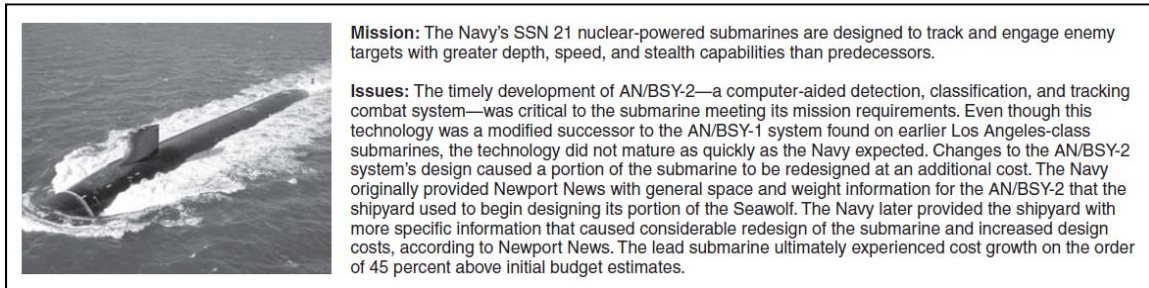 Mission: The Navy's SSN 21 nuclear-powered submarines are designed to track and engage enemy
targets with greater depth, speed, and stealth capabilities than predecessors.
Issues: The timely development of AN/BSY-2—a computer-aided detection, classification, and tracking
combat system—was critical to the submarine meeting its mission requirements. Even though this
technology was a modified successor to the AN/BSY-1 system found on earlier Los Angeles-class
submarines, the technology did not mature as quickly as the Navy expected. Changes to the AN/BSY-2
system's design caused a portion of the submarine to be redesigned at an additional cost. The Navy
originally provided Newport News with general space and weight information for the AN/BSY-2 that the
shipyard used to begin designing its portion of the Seawolf. The Navy later provided the shipyard with
more specific information that caused considerable redesign of the submarine and increased design
costs, according to Newport News. The lead submarine ultimately experienced cost growth on the order
of 45 percent above initial budget estimates.